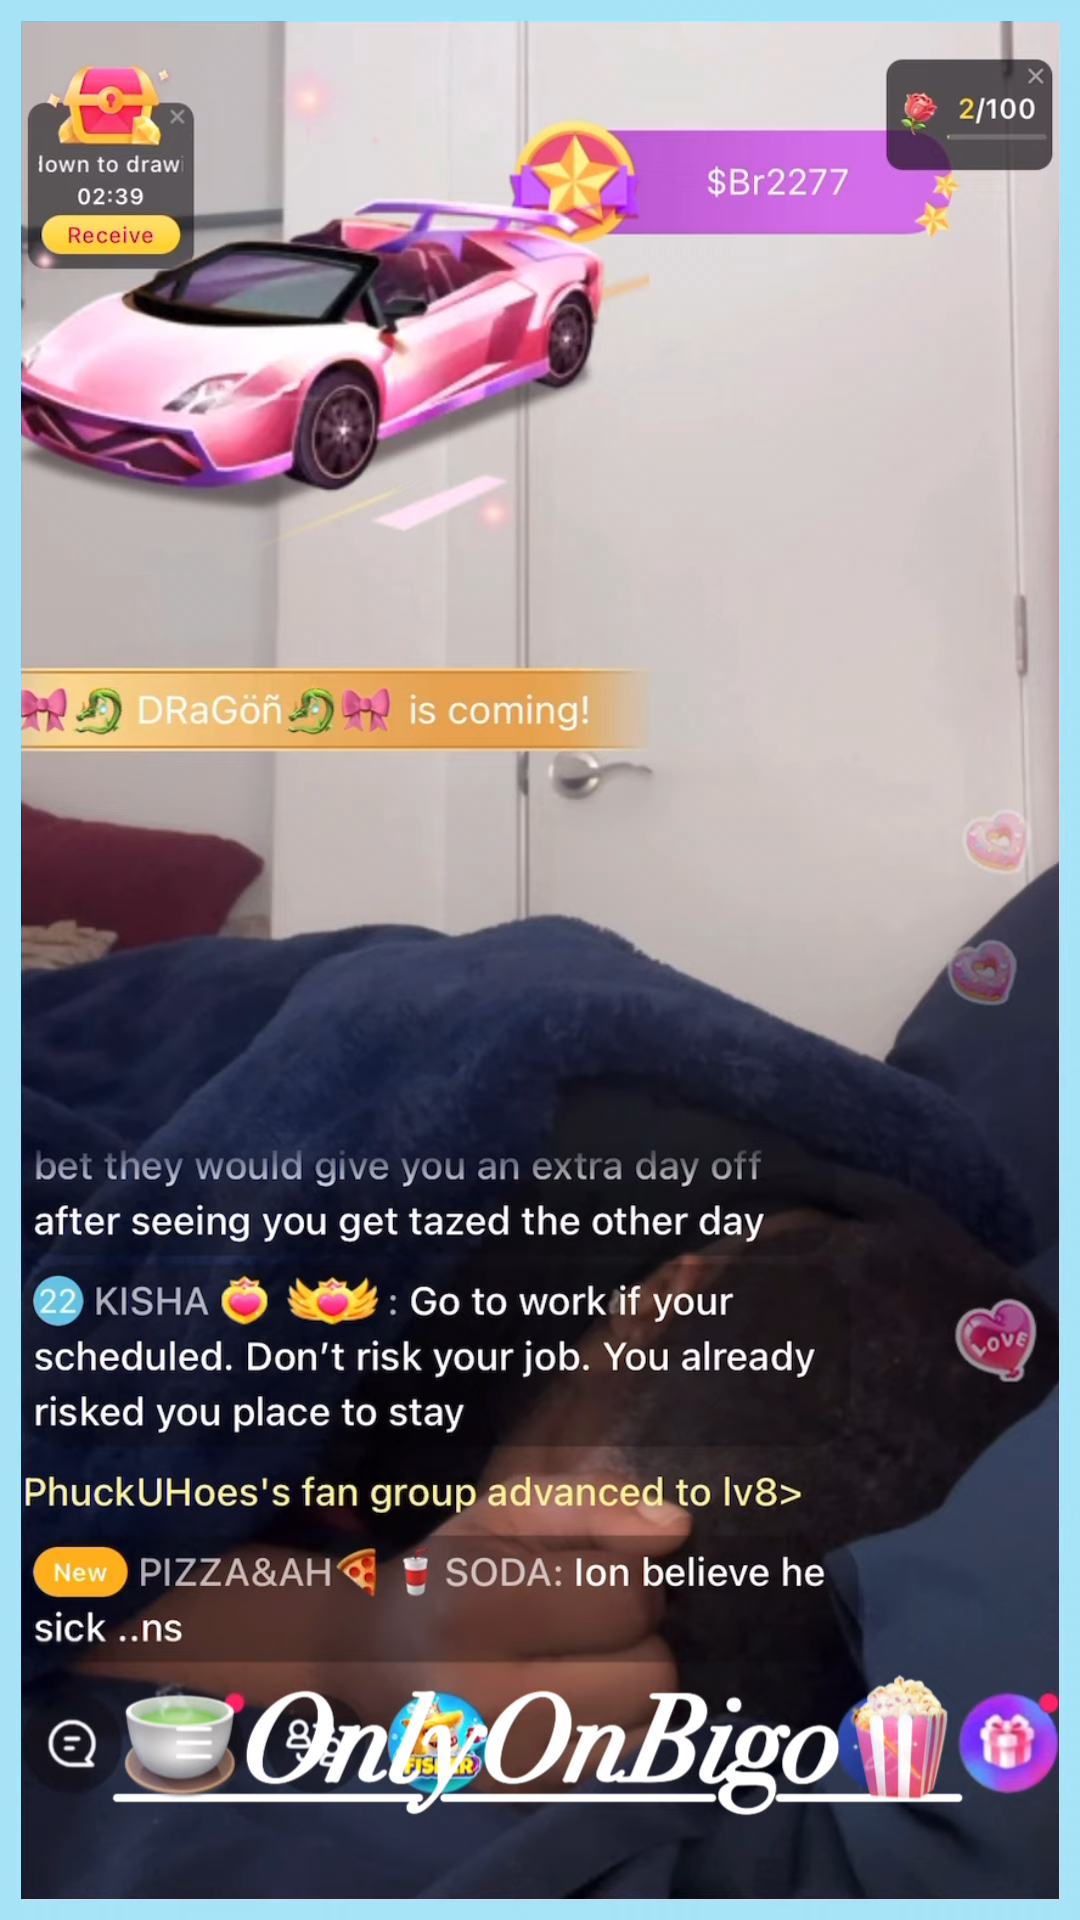 2/100
down to drawi
02:39
Receive
$Br2277
DRaGöñ is coming!
bet they would give you an extra day off
after seeing you get tazed the other day
22 KISHA : Go to work if your
scheduled. Don’t risk your job. You already
risked you place to stay
PhuckUHoes's fan group advanced to lv8>
New PIZZA&AH SODA: Ion believe he
sick ..ns
LOVE
OnlyOnBigo